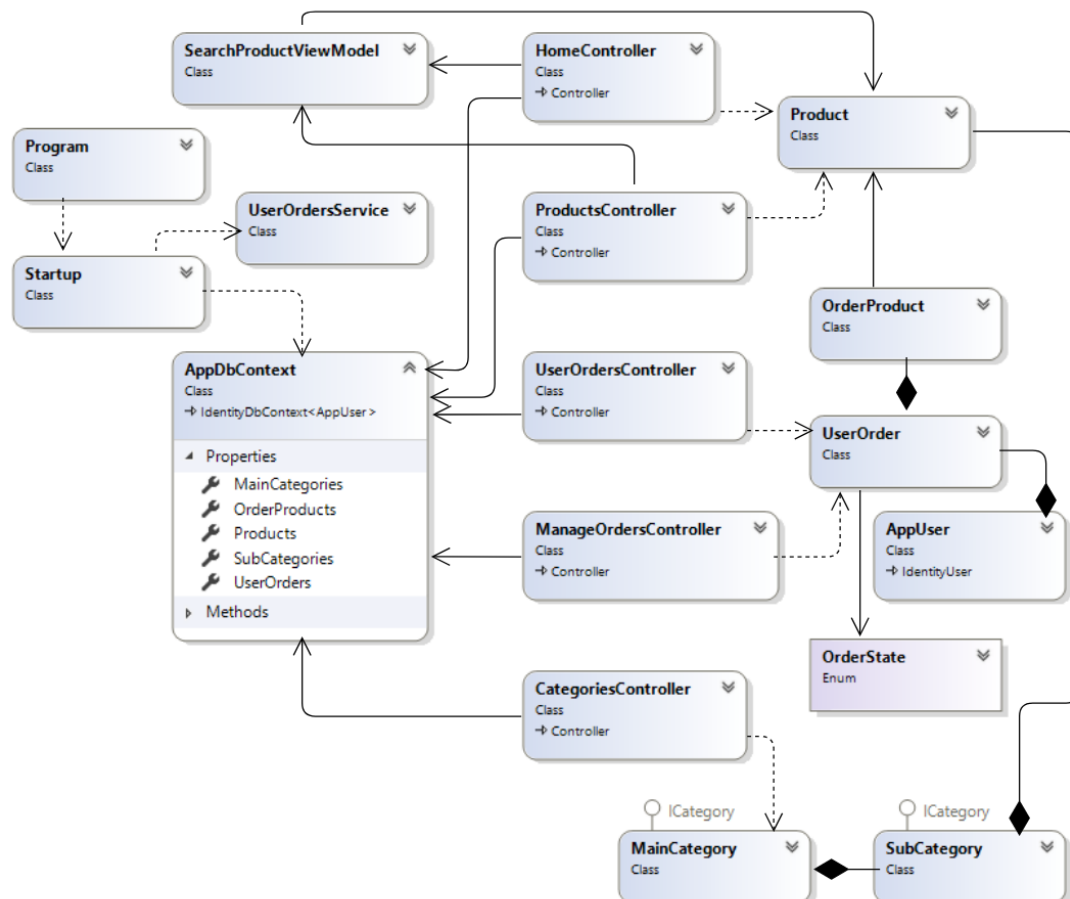 SearchProductViewModel
Class
HomeController
Class
Controller
Product
Class
Program
Class
UserOrdersService
Class
ProductsController
Class
Controller
Startup
Class
OrderProduct
Class
AppDbContext
Class
IdentityDbContext<AppUser>
Properties
MainCategories
OrderProducts
Products
SubCategories
UserOrders
Methods
UserOrdersController
Class
Controller
UserOrder
Class
ManageOrdersController
Class
Controller
AppUser
Class
IdentityUser
OrderState
Enum
CategoriesController
Class
Controller
ICategory
MainCategory
Class
ICategory
SubCategory
Class